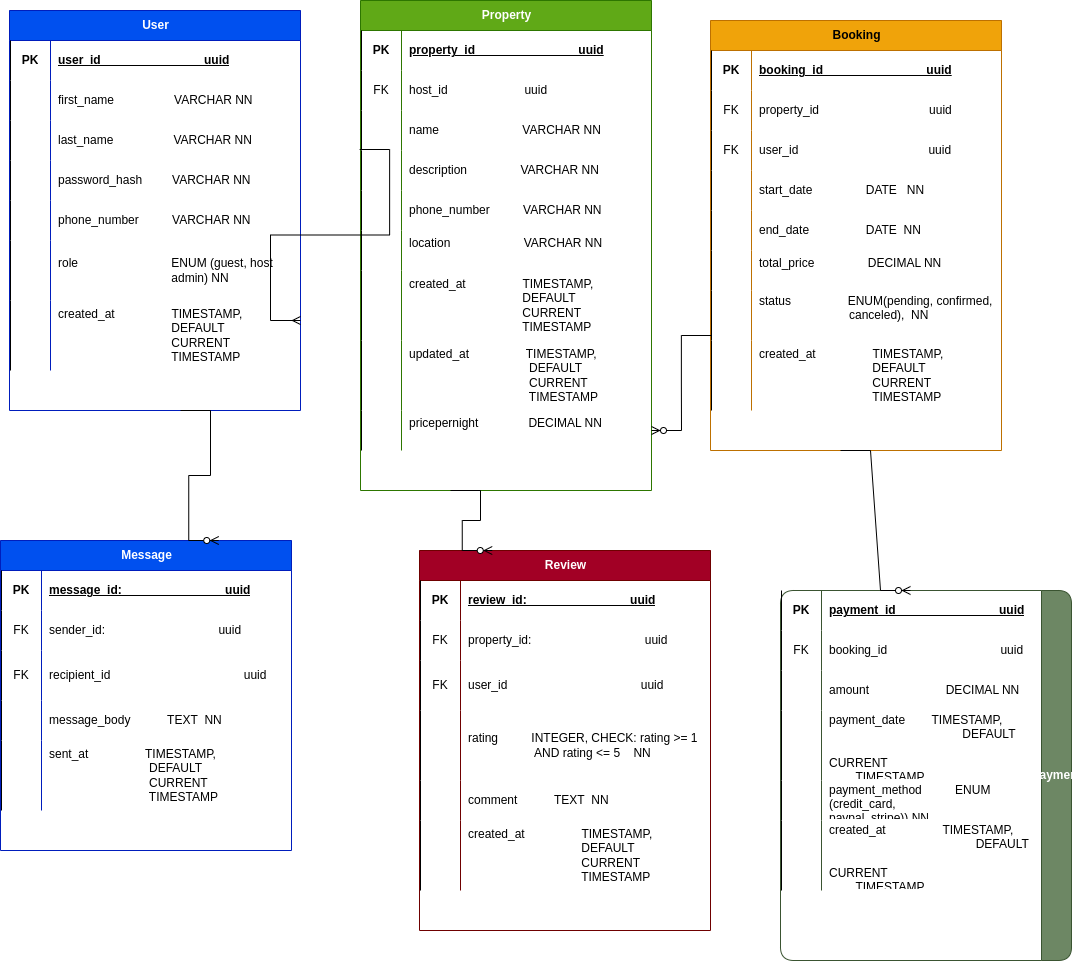 User
PK user_id uuid
first_name VARCHAR NN
last_name VARCHAR NN
password_hash VARCHAR NN
phone_number VARCHAR NN
role ENUM (guest, host
admin) NN
created_at TIMESTAMP,
DEFAULT
CURRENT
TIMESTAMP
Property
PK property_id uuid
FK host_id uuid
name VARCHAR NN
description VARCHAR NN
phone_number VARCHAR NN
location VARCHAR NN
created_at TIMESTAMP,
DEFAULT
CURRENT
TIMESTAMP
updated_at TIMESTAMP,
DEFAULT
CURRENT
TIMESTAMP
pricepernight DECIMAL NN
Booking
PK booking_id uuid
FK property_id uuid
FK user_id uuid
start_date DATE NN
end_date DATE NN
total_price DECIMAL NN
status ENUM(pending, confirmed,
canceled), NN
created_at TIMESTAMP,
DEFAULT
CURRENT
TIMESTAMP
Message
PK message_id: uuid
FK sender_id: uuid
FK recipient_id uuid
message_body TEXT NN
sent_at TIMESTAMP,
DEFAULT
CURRENT
TIMESTAMP
Review
PK review_id: uuid
FK property_id: uuid
FK user_id uuid
rating INTEGER, CHECK: rating >= 1
AND rating <= 5 NN
comment TEXT NN
created_at TIMESTAMP,
DEFAULT
CURRENT
TIMESTAMP
PK payment_id uuid
FK booking_id uuid
amount DECIMAL NN
payment_date TIMESTAMP,
DEFAULT
CURRENT
TIMESTAMP
payment_method ENUM
(credit_card,
paypal, stripe)) NN
created_at TIMESTAMP,
DEFAULT
CURRENT
TIMESTAMP
aymen